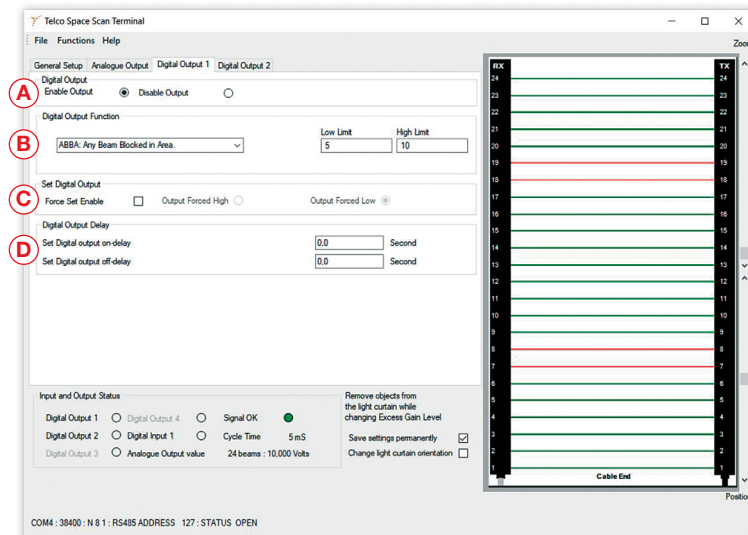 Telco Space Scan Terminal
File Functions Help
Zoom
General Setup Analogue Output Digital Output 1 Digital Output 2
Digital Output
A
Enable Output Disable Output
Digital Output Function
B
ABBA: Any Beam Blocked in Area.
Low Limit High Limit
5 10
Set Digital Output
C
Force Set Enable Output Forced High Output Forced Low
Digital Output Delay
D
Set Digital output on-delay 0,0 Second
Set Digital output off-delay 0,0 Second
Input and Output Status
Digital Output 1 Digital Output 4 Signal OK
Digital Output 2 Digital Input 1 Cycle Time 5 mS
Digital Output 3 Analogue Output value 24 beams : 10,000 Volts
Remove objects from
the light curtain while
changing Excess Gain Level
Save settings permanently
Change light curtain orientation
RX TX
24 24
23 23
22 22
21 21
20 20
19 19
18 18
17 17
16 16
15 15
14 14
13 13
12 12
11 11
10 10
9 9
8 8
7 7
6 6
5 5
4 4
3 3
2 2
1 1
Cable End
Position
COM4 : 38400 : N 8 1 : RS485 ADDRESS 127 : STATUS OPEN